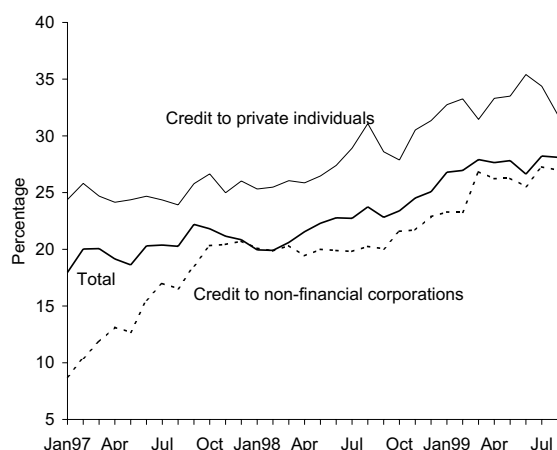 40
35
30
25
20
15
10
5
Percentage
Credit to private individuals
Total
Credit to non-financial corporations
Jan97 Apr Jul Oct Jan98 Apr Jul Oct Jan99 Apr Jul